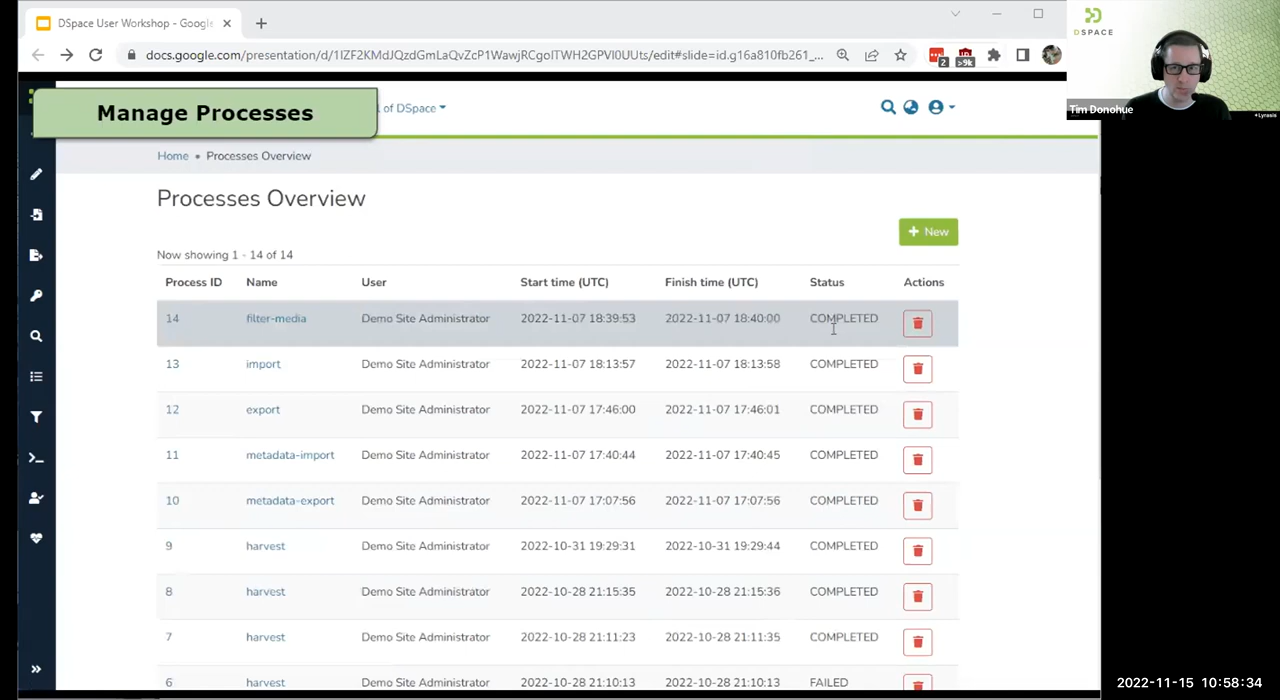 DSpace User Workshop - Google
docs.google.com/presentation/d/1IZF2KMdJQzdGmLaQvZcP1WawjRCgoITWH2GPVI0UUts/edit#slide=id.g16a810fb261_...
2
>9k
DSPACE
Tim Donohue
Lyrasis
Manage Processes
l of DSpace
Home • Processes Overview
Processes Overview
+ New
Now showing 1 - 14 of 14
Process ID Name User Start time (UTC) Finish time (UTC) Status Actions
14 filter-media Demo Site Administrator 2022-11-07 18:39:53 2022-11-07 18:40:00 COMPLETED
13 import Demo Site Administrator 2022-11-07 18:13:57 2022-11-07 18:13:58 COMPLETED
12 export Demo Site Administrator 2022-11-07 17:46:00 2022-11-07 17:46:01 COMPLETED
11 metadata-import Demo Site Administrator 2022-11-07 17:40:44 2022-11-07 17:40:45 COMPLETED
10 metadata-export Demo Site Administrator 2022-11-07 17:07:56 2022-11-07 17:07:56 COMPLETED
9 harvest Demo Site Administrator 2022-10-31 19:29:31 2022-10-31 19:29:44 COMPLETED
8 harvest Demo Site Administrator 2022-10-28 21:15:35 2022-10-28 21:15:36 COMPLETED
7 harvest Demo Site Administrator 2022-10-28 21:11:23 2022-10-28 21:11:35 COMPLETED
6 harvest Demo Site Administrator 2022-10-28 21:10:13 2022-10-28 21:10:13 FAILED
2022-11-15 10:58:34